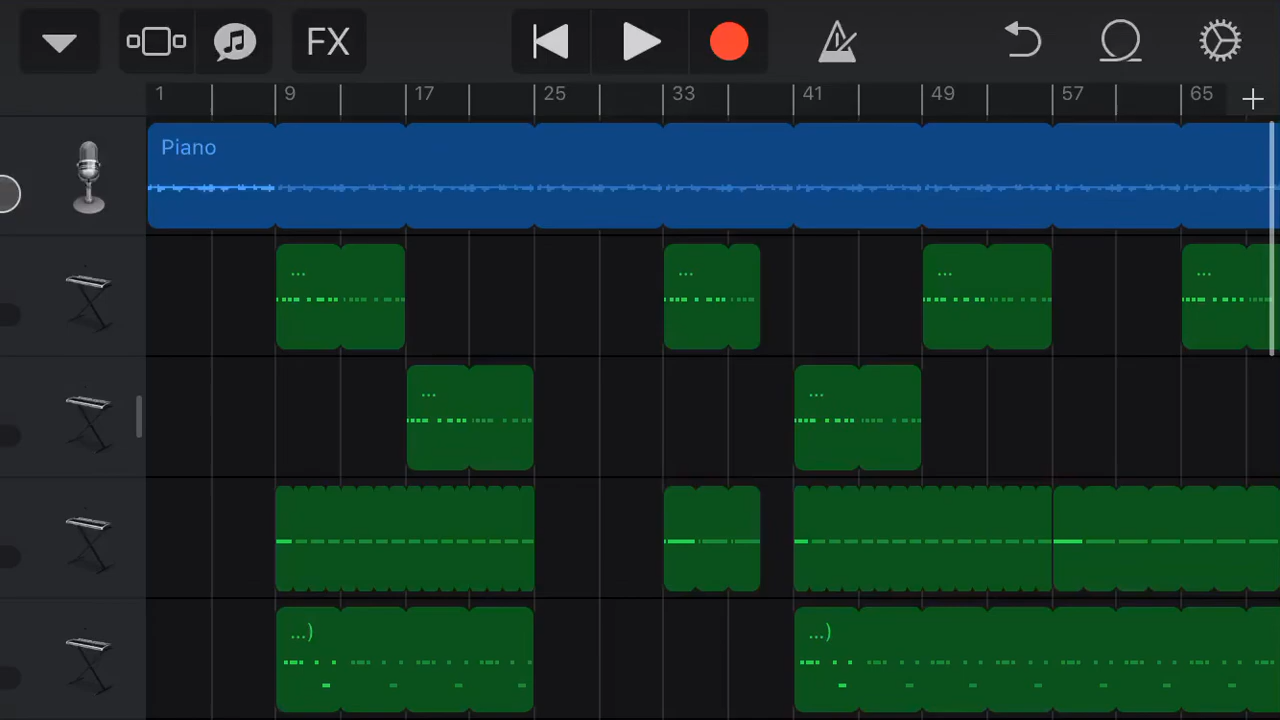 FX
1 9 17 25 33 41 49 57 65
Piano
... ... ... ...
... ...
...) ...)